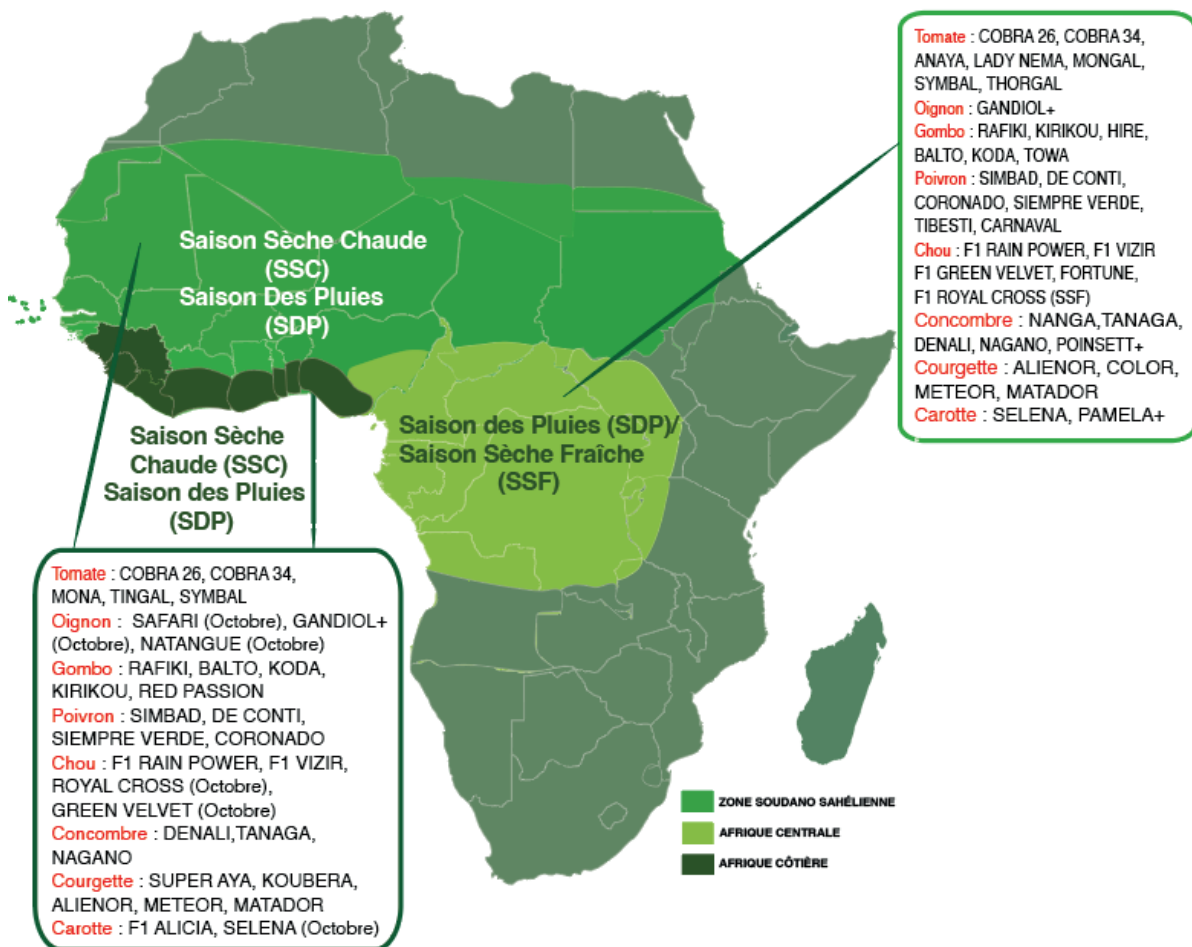 Tomate : COBRA 26, COBRA 34,
ANAYA, LADY NEMA, MONGAL,
SYMBAL, THORGAL
Oignon : GANDIOL+
Gombo : RAFIKI, KIRIKOU, HIRE,
BALTO, KODA, TOWA
Poivron : SIMBAD, DE CONTI,
CORONADO, SIEMPRE VERDE,
TIBESTI, CARNAVAL
Chou : F1 RAIN POWER, F1 VIZIR
F1 GREEN VELVET, FORTUNE,
F1 ROYAL CROSS (SSF)
Concombre : NANGA,TANAGA,
DENALI, NAGANO, POINSETT+
Courgette : ALIENOR, COLOR,
METEOR, MATADOR
Carotte : SELENA, PAMELA+
Saison Sèche Chaude
(SSC)
Saison Des Pluies
(SDP)
Saison des Pluies (SDP)/
Saison Sèche Fraîche
(SSF)
Saison Sèche
Chaude (SSC)
Saison des Pluies
(SDP)
Tomate : COBRA 26, COBRA 34,
MONA, TINGAL, SYMBAL
Oignon : SAFARI (Octobre), GANDIOL+
(Octobre), NATANGUE (Octobre)
Gombo : RAFIKI, BALTO, KODA,
KIRIKOU, RED PASSION
Poivron : SIMBAD, DE CONTI,
SIEMPRE VERDE, CORONADO
Chou : F1 RAIN POWER, F1 VIZIR,
ROYAL CROSS (Octobre),
GREEN VELVET (Octobre)
Concombre : DENALI,TANAGA,
NAGANO
Courgette : SUPER AYA, KOUBERA,
ALIENOR, METEOR, MATADOR
Carotte : F1 ALICIA, SELENA (Octobre)
ZONE SOUDANO SAHÉLIENNE
AFRIQUE CENTRALE
AFRIQUE CÔTIÈRE